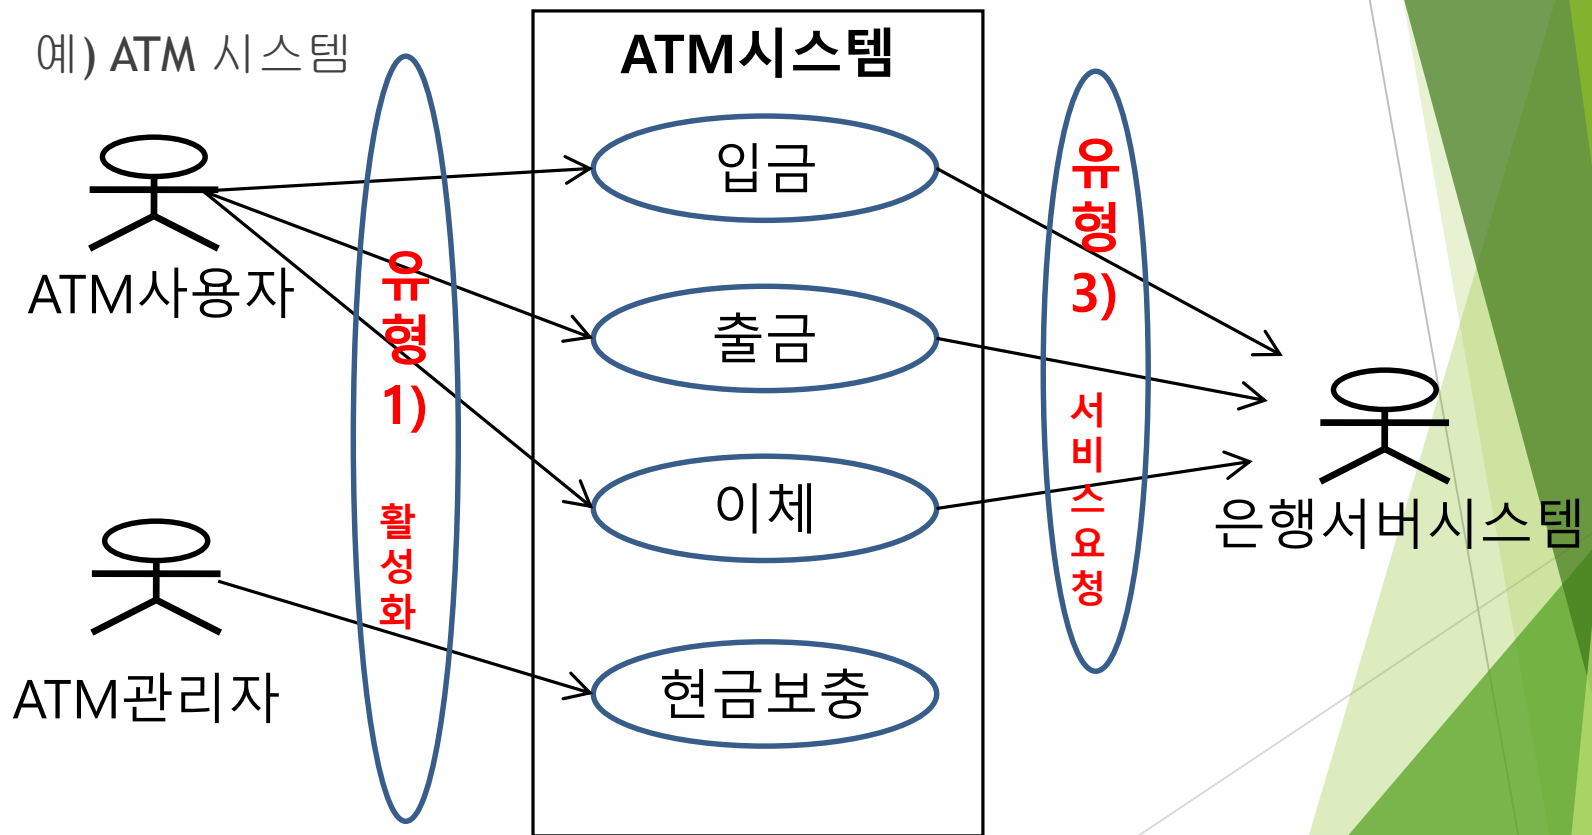 예) ATM 시스템
ATM시스템
ATM사용자
ATM관리자
유
형
1)
활
성
화
입금
출금
이체
현금보충
유
형
3)
서
비
스
요
청
은행서버시스템